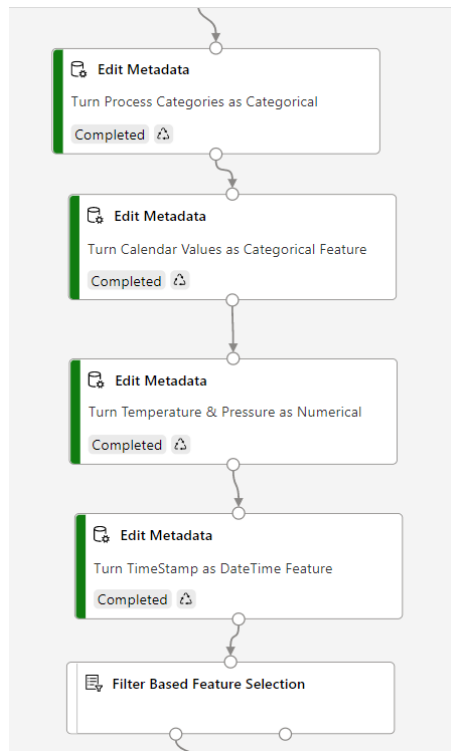 Edit Metadata
Turn Process Categories as Categorical
Completed
Edit Metadata
Turn Calendar Values as Categorical Feature
Completed
Edit Metadata
Turn Temperature & Pressure as Numerical
Completed
Edit Metadata
Turn TimeStamp as DateTime Feature
Completed
Filter Based Feature Selection